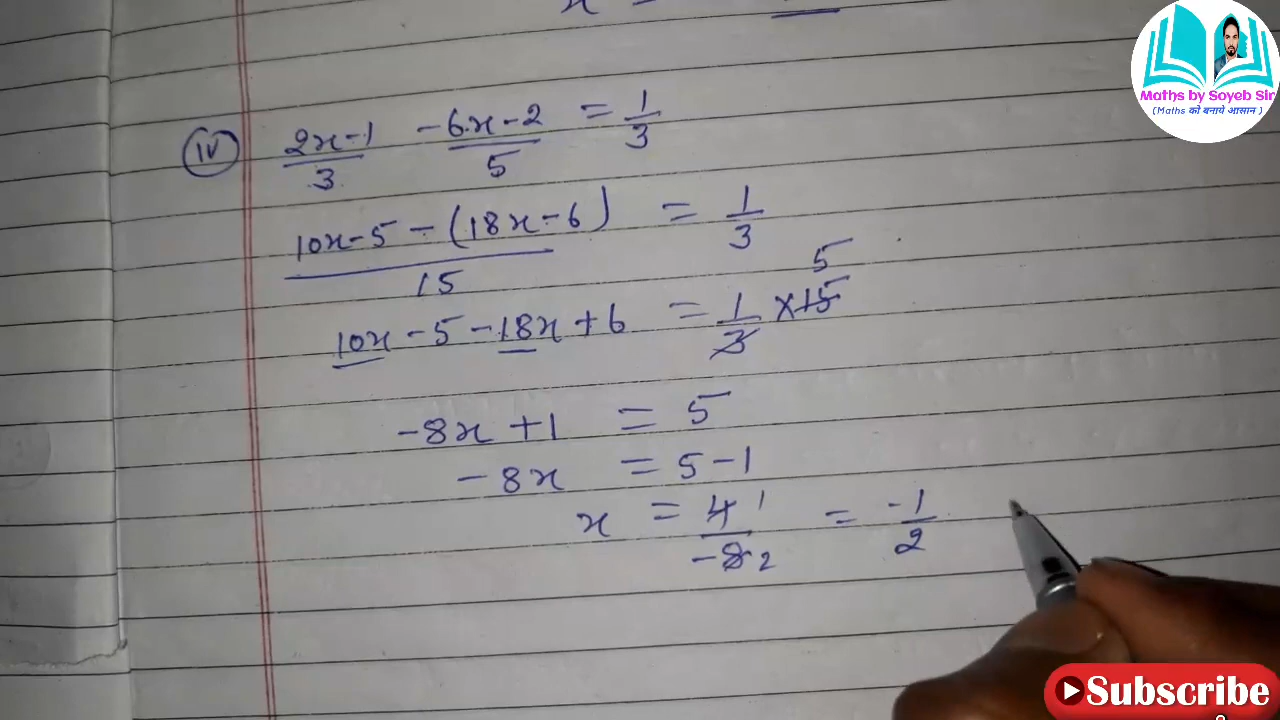 (iv) 2x-1/3 - 6x-2/5 = 1/3
10x-5-(18x-6)/15 = 1/3
10x-5-18x+6 = 1/3 ×15 5
-8x+1 = 5
-8x = 5-1
x = 4 1/-8 2 = -1/2
Maths by Soyeb Sir
(Maths को बनाये आसान)
Subscribe